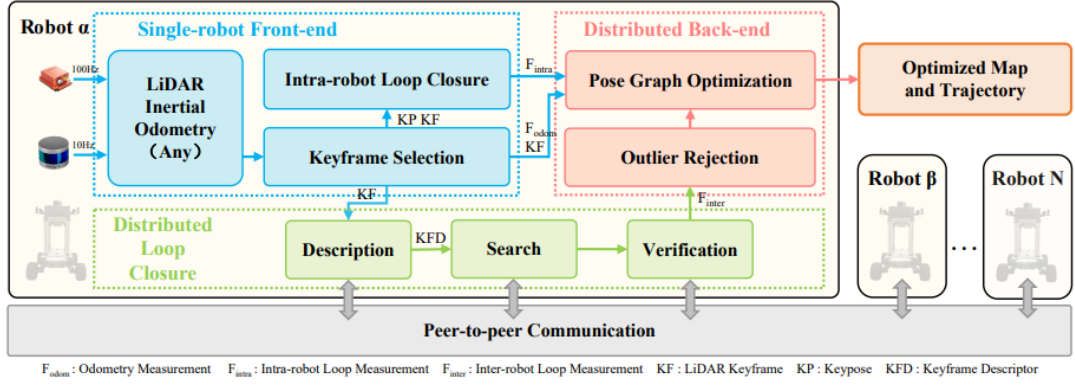 Robot α
Single-robot Front-end
Distributed Back-end
100Hz
10Hz
LiDAR
Inertial
Odometry
（Any）
Intra-robot Loop Closure
KP KF
Keyframe Selection
F_intra
F_odom
KF
Pose Graph Optimization
Outlier Rejection
Optimized Map
and Trajectory
KF
F_inter
Distributed
Loop
Closure
Description
KFD
Search
Verification
Robot β
...
Robot N
Peer-to-peer Communication
F_odom : Odometry Measurement F_intra : Intra-robot Loop Measurement F_inter : Inter-robot Loop Measurement KF : LiDAR Keyframe KP : Keypose KFD : Keyframe Descriptor